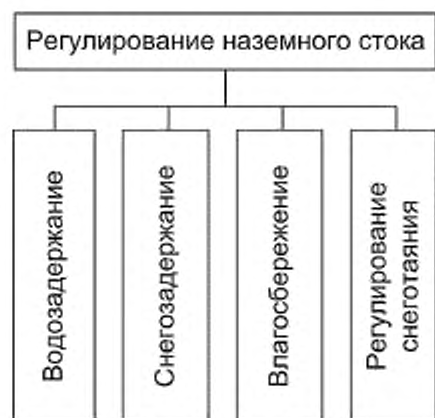 Регулирование наземного стока
Водозадержание
Снегозадержание
Влагосбережение
Регулирование
снеготаяния